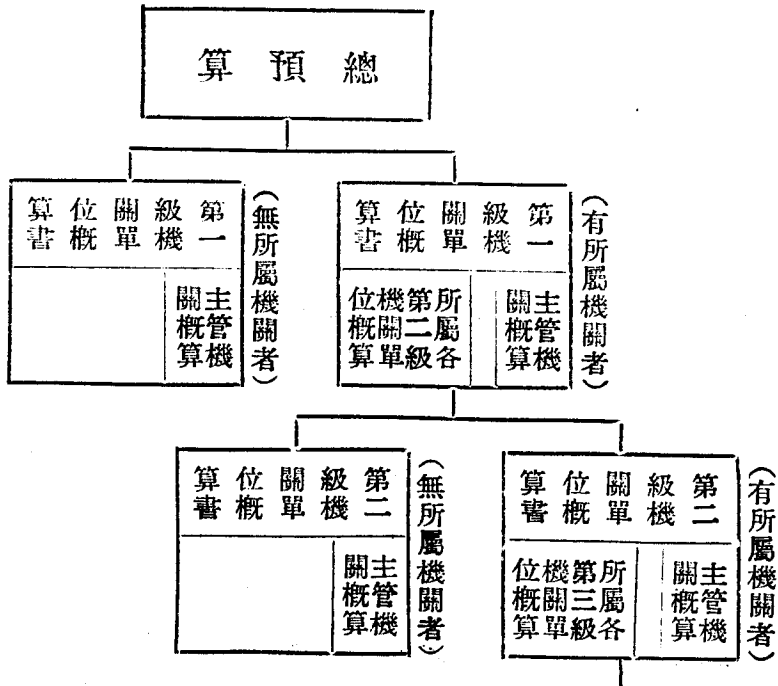 總預算
（有所屬機關者）
第一
級機
關單
位概
算書
主管機
關概算
所屬各
第二級
機關單
位概算
（無所屬機關者）
第一
級機
關單
位概
算書
主管機
關概算
（有所屬機關者）
第二
級機
關單
位概
算書
主管機
關概算
所屬各
第三級
機關單
位概算
（無所屬機關者）
第二
級機
關單
位概
算書
主管機
關概算